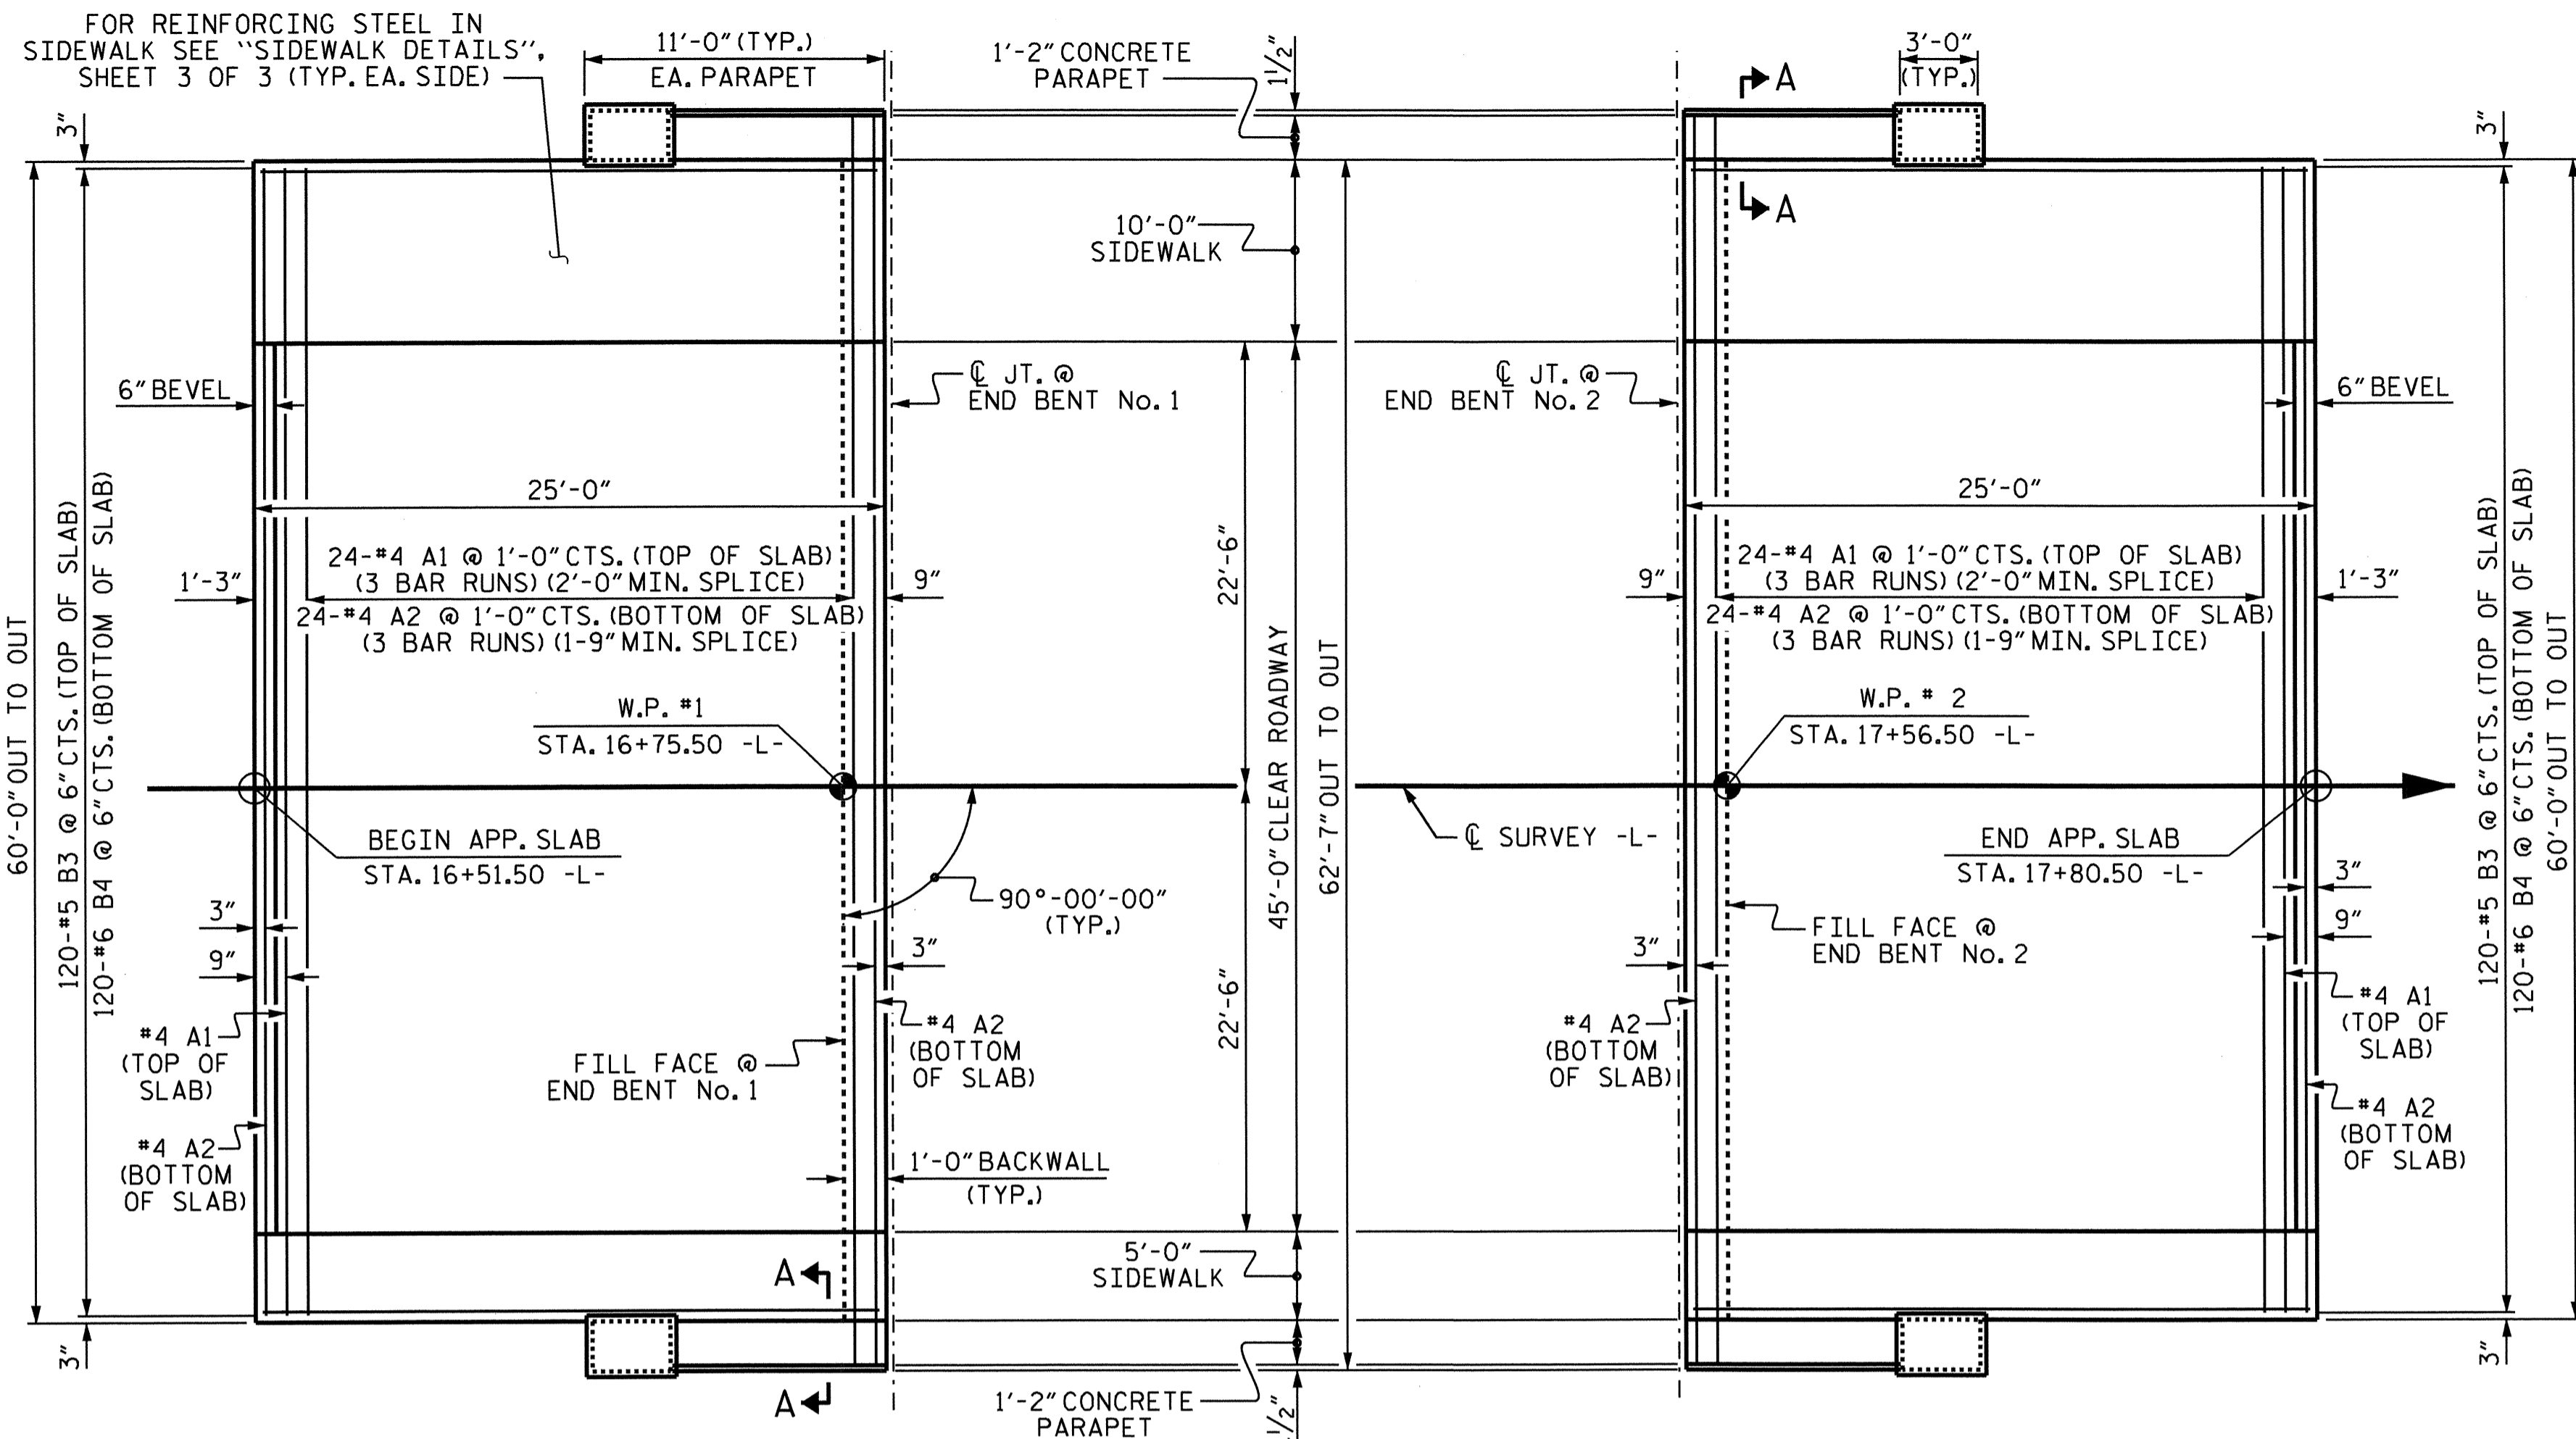 FOR REINFORCING STEEL IN
SIDEWALK SEE "SIDEWALK DETAILS",
SHEET 3 OF 3 (TYP. EA. SIDE)
11'-0" (TYP.)
EA. PARAPET
1'-2" CONCRETE
PARAPET
1 1/2"
3'-0"
(TYP.)
A
A
3"
3"
10'-0"
SIDEWALK
6" BEVEL
℄ JT. @
END BENT No. 1
℄ JT. @
END BENT No. 2
6" BEVEL
25'-0"
25'-0"
24-#4 A1 @ 1'-0" CTS. (TOP OF SLAB)
(3 BAR RUNS) (2'-0" MIN. SPLICE)
24-#4 A2 @ 1'-0" CTS. (BOTTOM OF SLAB)
(3 BAR RUNS) (1-9" MIN. SPLICE)
1'-3"
9"
24-#4 A1 @ 1'-0" CTS. (TOP OF SLAB)
(3 BAR RUNS) (2'-0" MIN. SPLICE)
24-#4 A2 @ 1'-0" CTS. (BOTTOM OF SLAB)
(3 BAR RUNS) (1-9" MIN. SPLICE)
9"
1'-3"
60'-0" OUT TO OUT
120-#5 B3 @ 6" CTS. (TOP OF SLAB)
120-#6 B4 @ 6" CTS. (BOTTOM OF SLAB)
22'-6"
22'-6"
45'-0" CLEAR ROADWAY
62'-7" OUT TO OUT
120-#5 B3 @ 6" CTS. (TOP OF SLAB)
120-#6 B4 @ 6" CTS. (BOTTOM OF SLAB)
60'-0" OUT TO OUT
W.P. #1
STA. 16+75.50 -L-
W.P. # 2
STA. 17+56.50 -L-
BEGIN APP. SLAB
STA. 16+51.50 -L-
℄ SURVEY -L-
END APP. SLAB
STA. 17+80.50 -L-
90°-00'-00"
(TYP.)
3"
9"
3"
FILL FACE @
END BENT No. 2
3"
3"
9"
#4 A1
(TOP OF
SLAB)
#4 A2
(BOTTOM
OF SLAB)
FILL FACE @
END BENT No. 1
#4 A2
(BOTTOM
OF SLAB)
#4 A2
(BOTTOM
OF SLAB)
#4 A1
(TOP OF
SLAB)
#4 A2
(BOTTOM
OF SLAB)
1'-0" BACKWALL
(TYP.)
5'-0"
SIDEWALK
A
A
3"
3"
1'-2" CONCRETE
PARAPET
1/2"